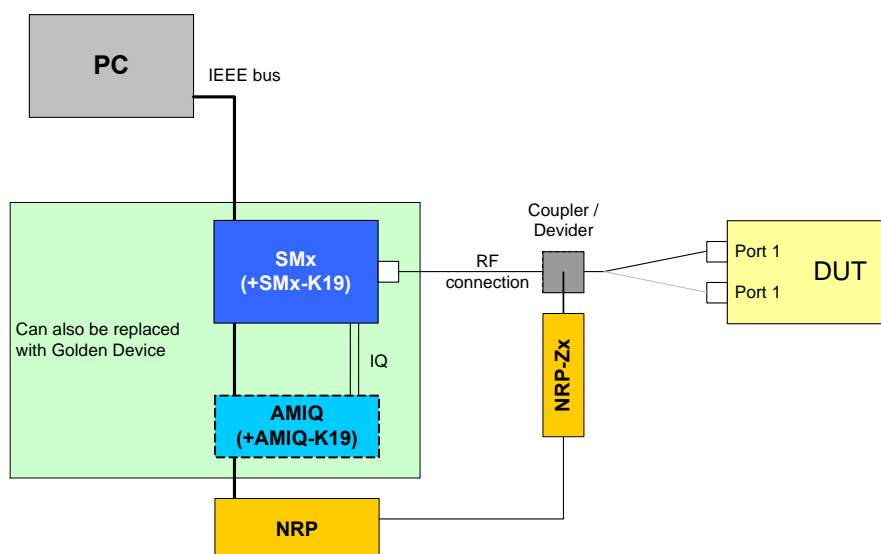 PC
IEEE bus
Coupler /
Devider
SMx
(+SMx-K19)
RF
connection
Port 1
Port 1
DUT
Can also be replaced
with Golden Device
IQ
NRP-Zx
AMIQ
(+AMIQ-K19)
NRP